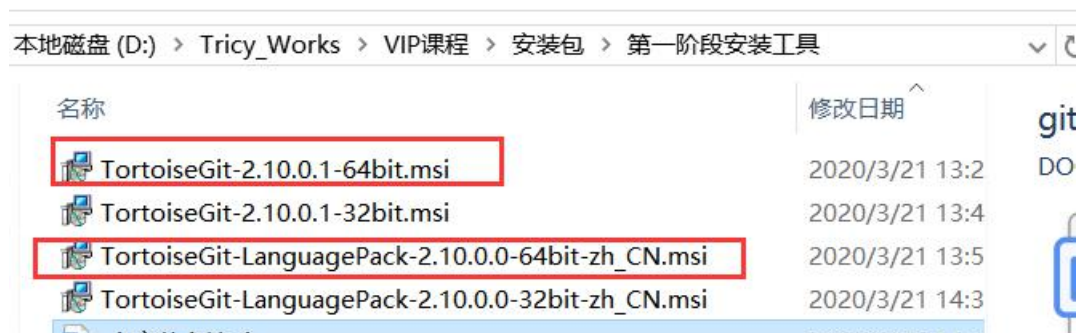 本地磁盘 (D:) > Tricy_Works > VIP课程 > 安装包 > 第一阶段安装工具
名称 修改日期
git
TortoiseGit-2.10.0.1-64bit.msi 2020/3/21 13:2
DO
TortoiseGit-2.10.0.1-32bit.msi 2020/3/21 13:4
TortoiseGit-LanguagePack-2.10.0.0-64bit-zh_CN.msi 2020/3/21 13:5
TortoiseGit-LanguagePack-2.10.0.0-32bit-zh_CN.msi 2020/3/21 14:3